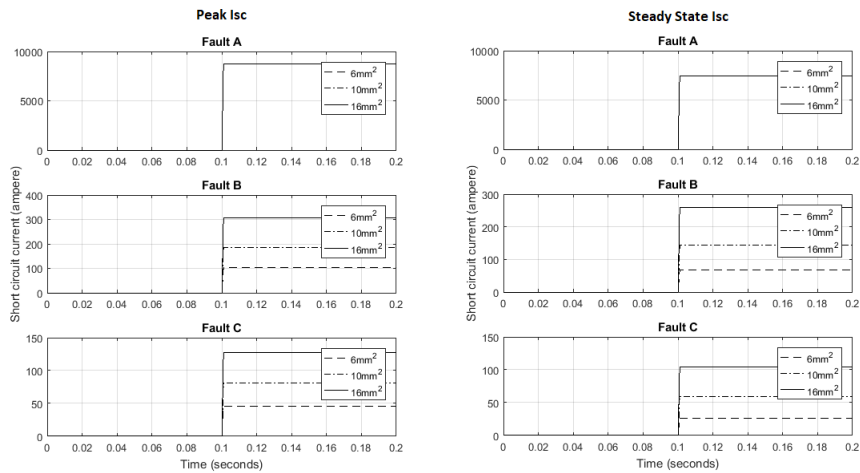 Peak Isc
Fault A
10000
5000
0
6mm²
10mm²
16mm²
0 0.02 0.04 0.06 0.08 0.1 0.12 0.14 0.16 0.18 0.2
Short circuit current (ampere)
Fault B
400
300
200
100
0
6mm²
10mm²
16mm²
0 0.02 0.04 0.06 0.08 0.1 0.12 0.14 0.16 0.18 0.2
Fault C
150
100
50
0
6mm²
10mm²
16mm²
0 0.02 0.04 0.06 0.08 0.1 0.12 0.14 0.16 0.18 0.2
Time (seconds)
Steady State Isc
Fault A
10000
5000
0
6mm²
10mm²
16mm²
0 0.02 0.04 0.06 0.08 0.1 0.12 0.14 0.16 0.18 0.2
Short circuit current (ampere)
Fault B
300
200
100
0
6mm²
10mm²
16mm²
0 0.02 0.04 0.06 0.08 0.1 0.12 0.14 0.16 0.18 0.2
Fault C
150
100
50
0
6mm²
10mm²
16mm²
0 0.02 0.04 0.06 0.08 0.1 0.12 0.14 0.16 0.18 0.2
Time (seconds)